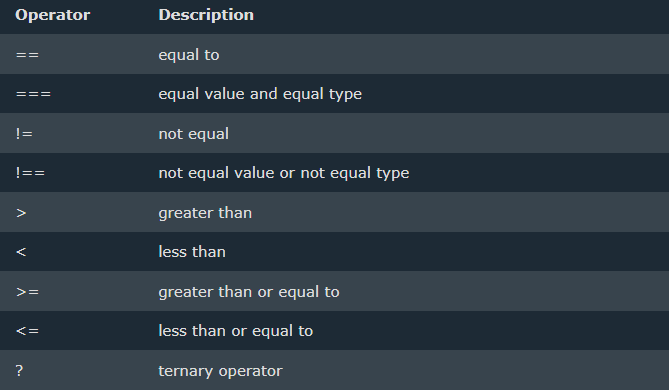 Operator Description
== equal to
=== equal value and equal type
!= not equal
!== not equal value or not equal type
> greater than
< less than
>= greater than or equal to
<= less than or equal to
? ternary operator